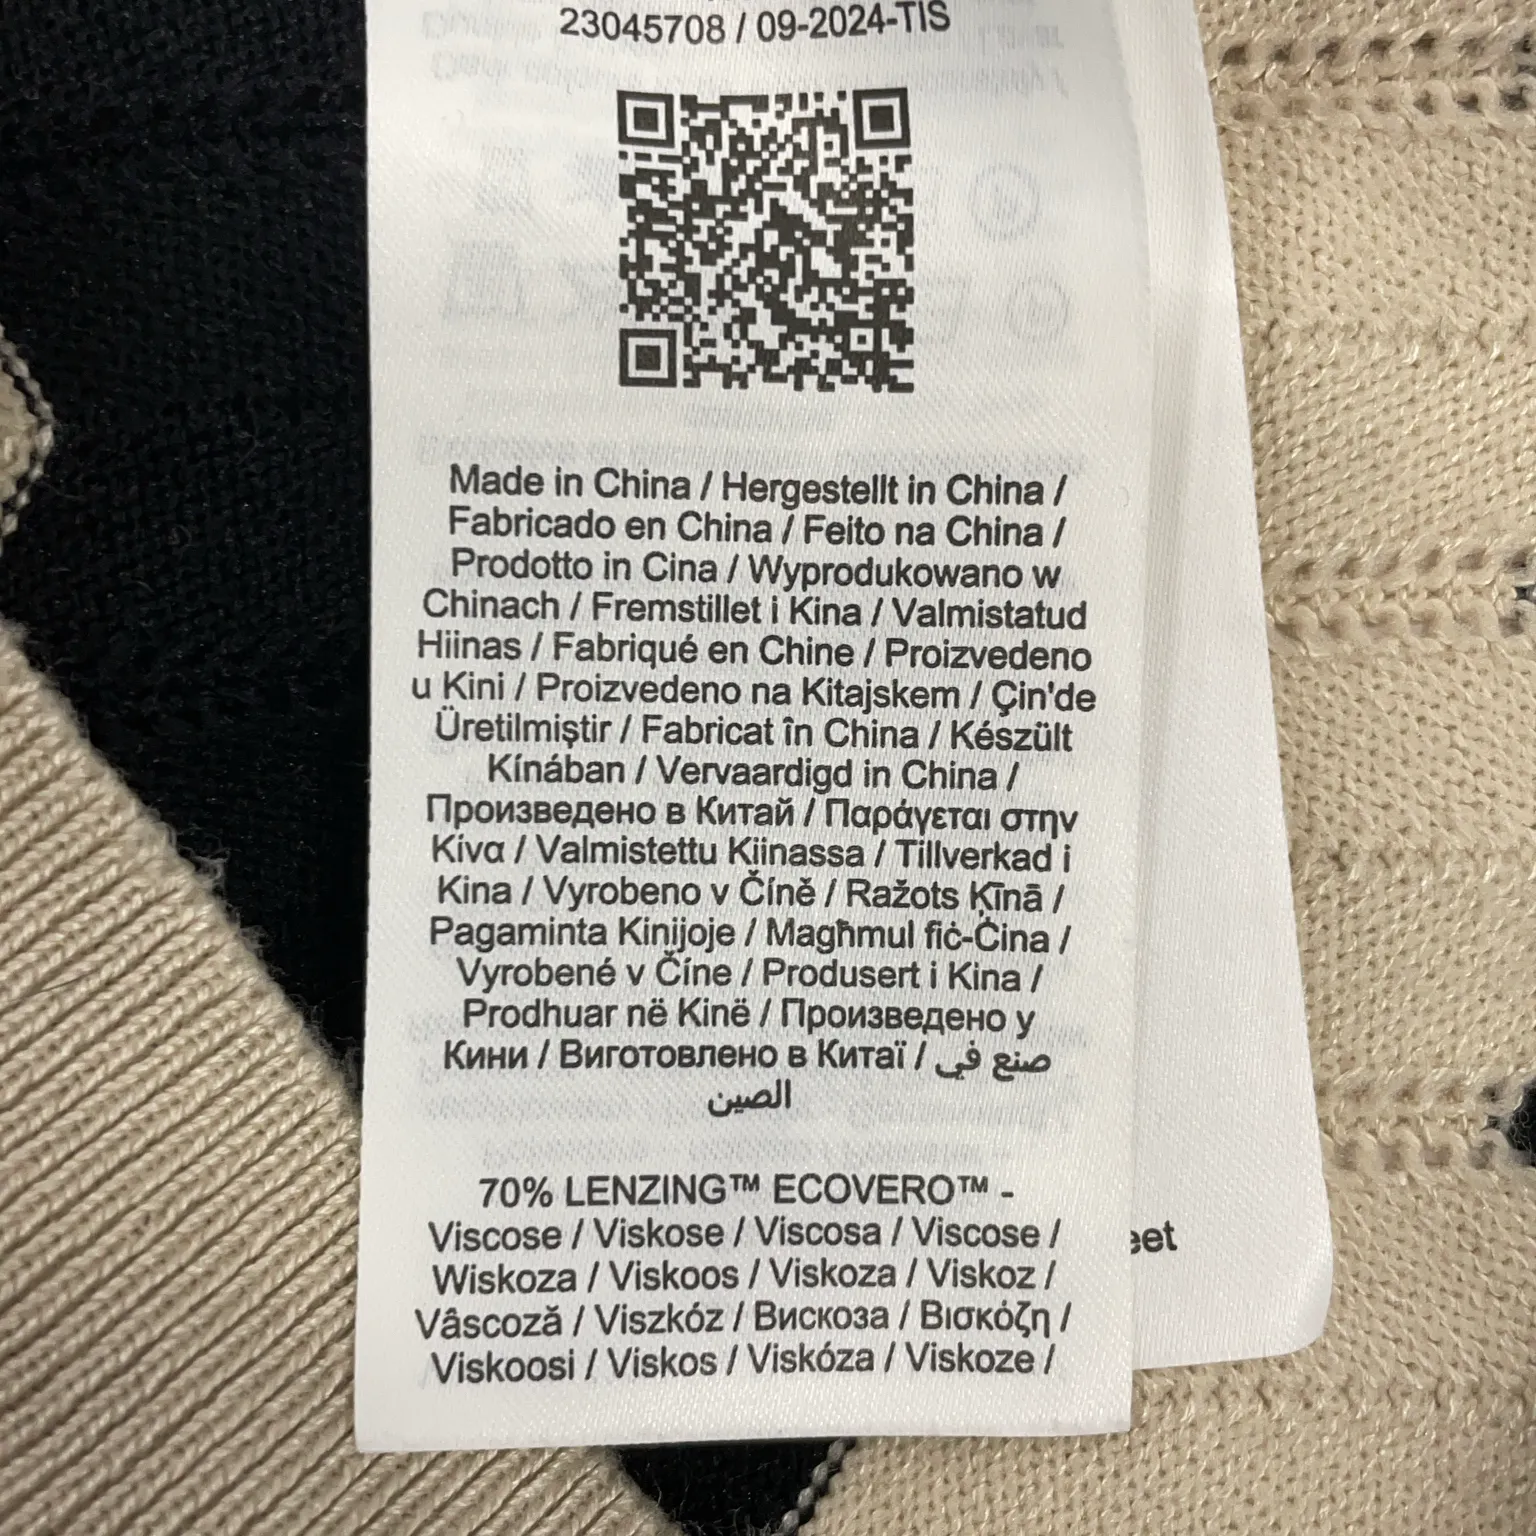 23045708 / 09-2024-TIS
Made in China / Hergestellt in China /
Fabricado en China / Feito na China /
Prodotto in Cina / Wyprodukowano w
Chinach / Fremstillet i Kina / Valmistatud
Hiinas / Fabriqué en Chine / Proizvedeno
u Kini / Proizvedeno na Kitajskem / Çin'de
Üretilmiştir / Fabricat în China / Készült
Kínában / Vervaardigd in China /
Произведено в Китай / Παράγεται στην
Κίνα / Valmistettu Kiinassa / Tillverkad i
Kina / Vyrobeno v Číně / Ražots Ķīnā /
Pagaminta Kinijoje / Magħmul fiċ-Ċina /
Vyrobené v Číne / Produsert i Kina /
Prodhuar në Kinë / Произведено у
Кини / Виготовлено в Китаї / صنع في
الصين
70% LENZING™ ECOVERO™ -
Viscose / Viskose / Viscosa / Viscose /
Wiskoza / Viskoos / Viskoza / Viskoz /
Vâscoză / Viszkóz / Вискоза / Βισκόζη /
Viskoosi / Viskos / Viskóza / Viskoze /